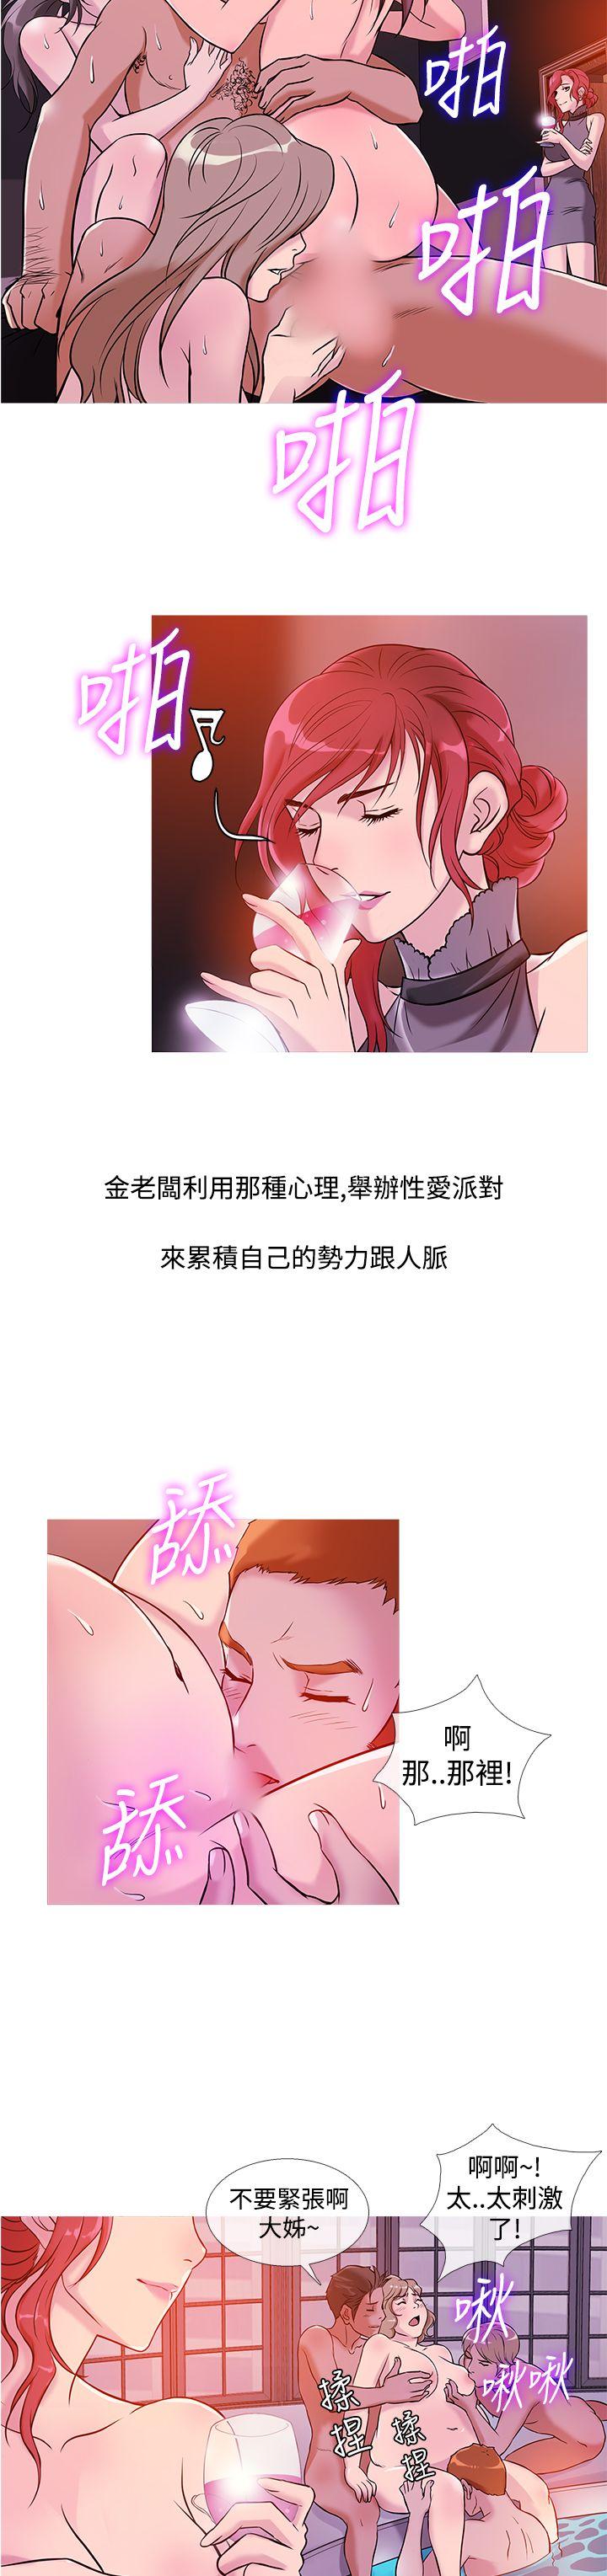 啪
啪
啪
啪
金老闆利用那種心理,舉辦性愛派對
來累積自己的勢力跟人脈
舔
啊
那..那裡!
舔
啊啊~!
太..太刺激
了!
不要緊張啊
大姊~
啾
啾啾
揉
捏
揉
捏